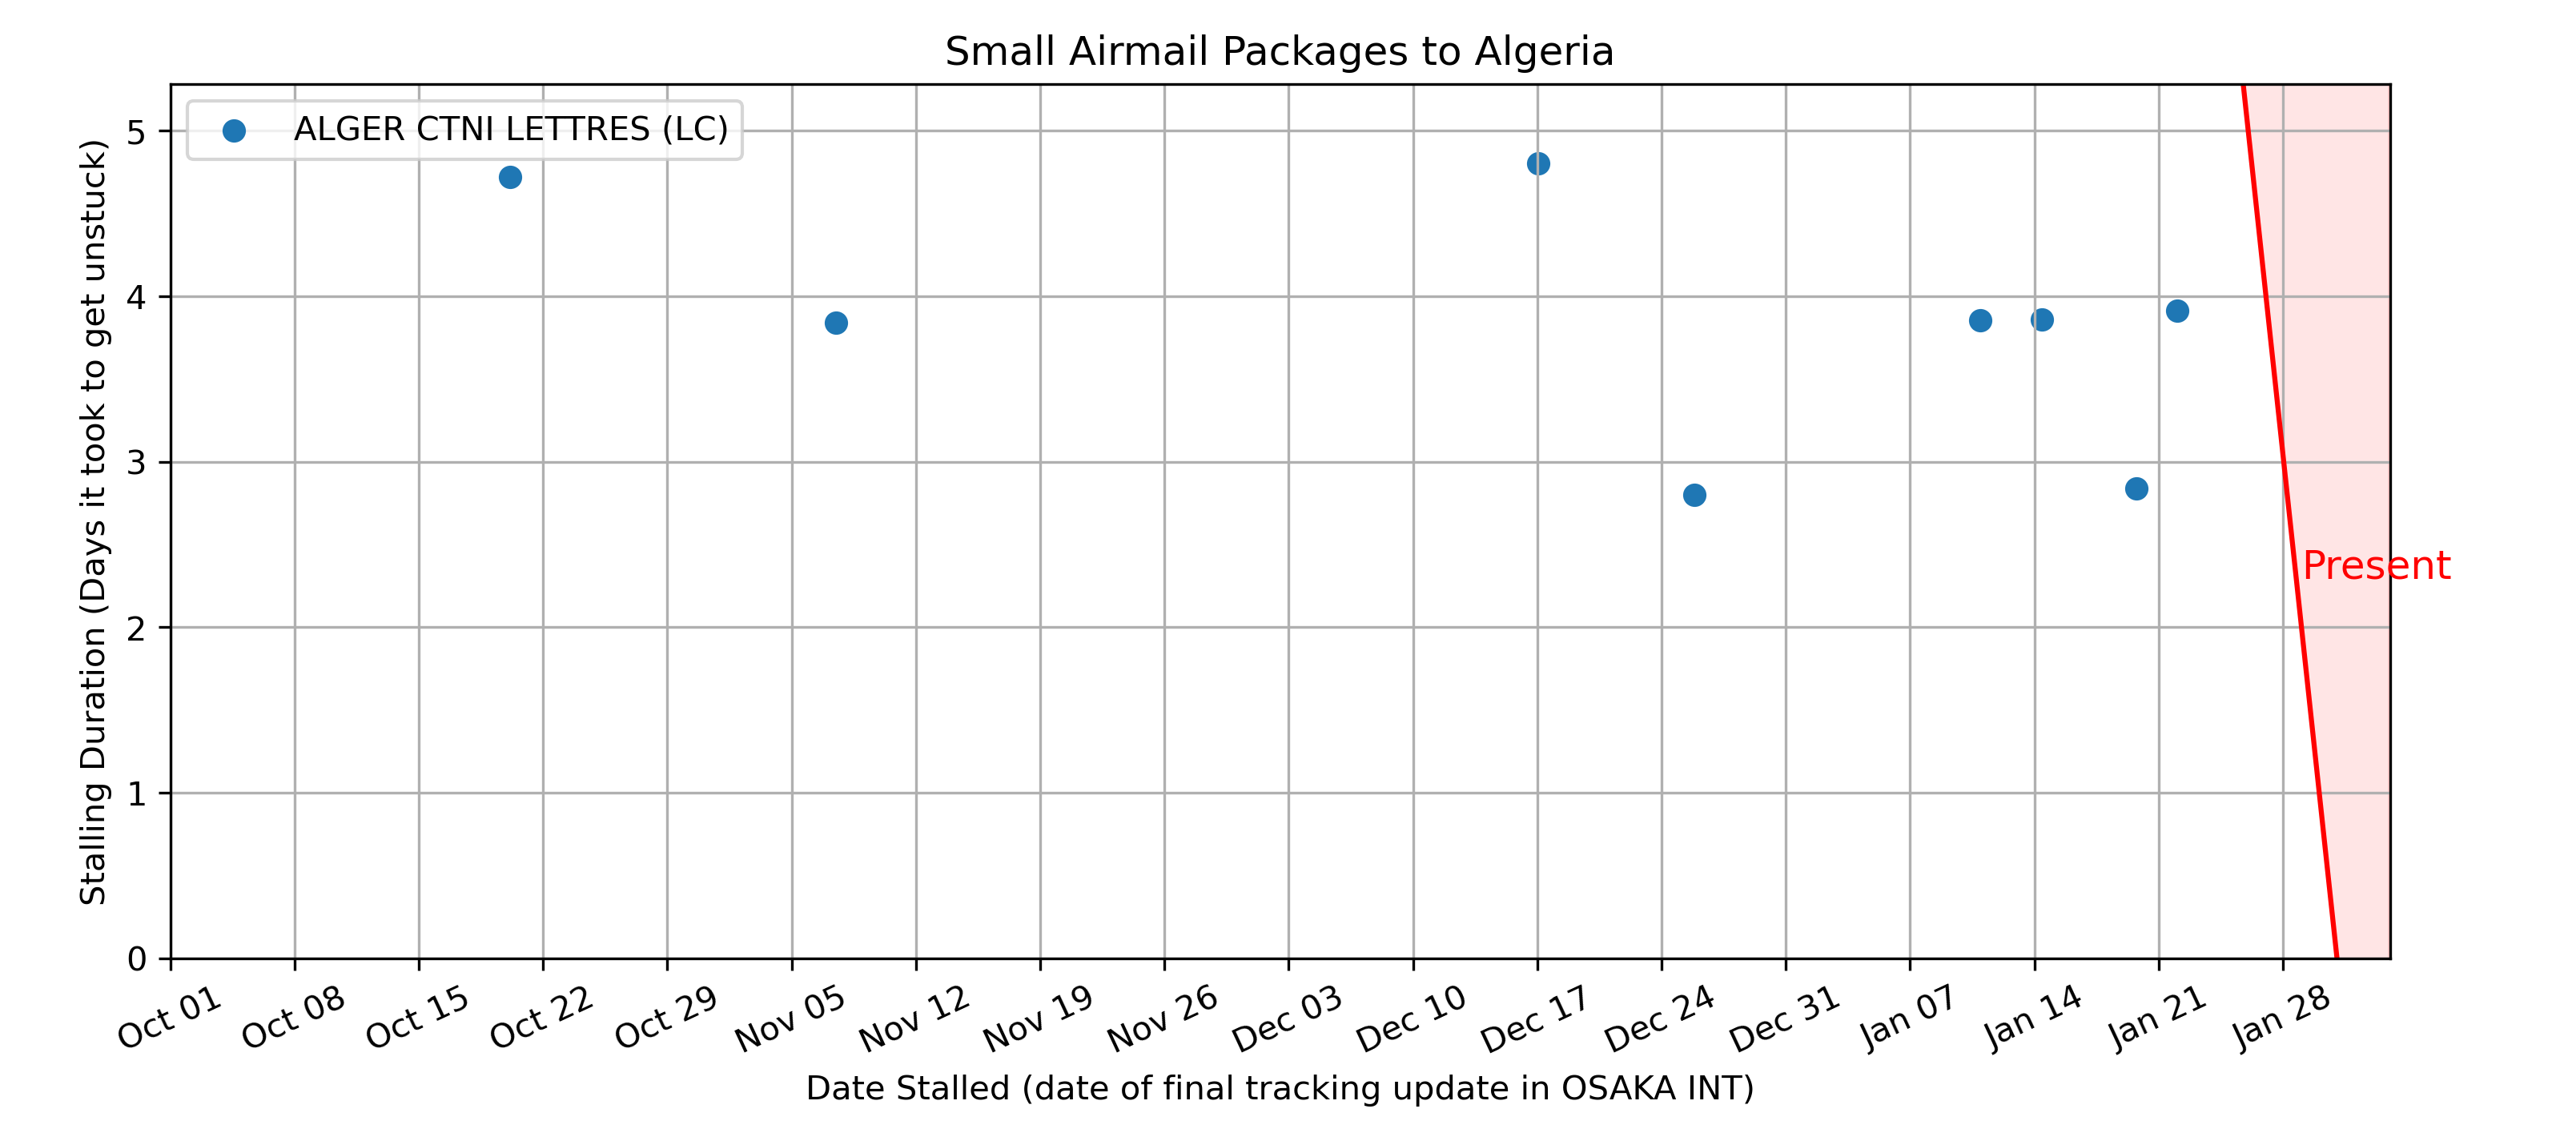 Small Airmail Packages to Algeria
ALGER CTNI LETTRES (LC)
Stalling Duration (Days it took to get unstuck)
5
4
3
2
1
0
Present
Oct 01
Oct 08
Oct 15
Oct 22
Oct 29
Nov 05
Nov 12
Nov 19
Nov 26
Dec 03
Dec 10
Dec 17
Dec 24
Dec 31
Jan 07
Jan 14
Jan 21
Jan 28
Date Stalled (date of final tracking update in OSAKA INT)